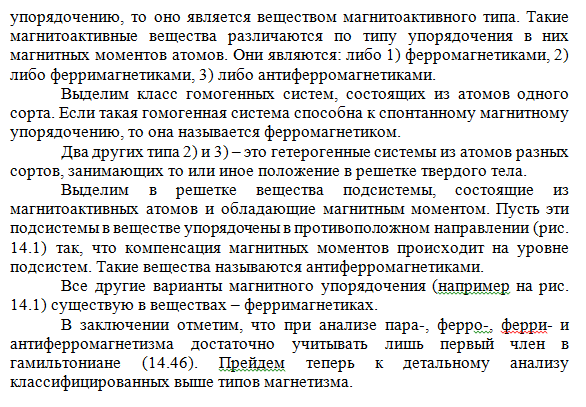 упорядочению, то оно является веществом магнитоактивного типа. Такие
магнитоактивные вещества различаются по типу упорядочения в них
магнитных моментов атомов. Они являются: либо 1) ферромагнетиками, 2)
либо ферримагнетиками, 3) либо антиферромагнетиками.
Выделим класс гомогенных систем, состоящих из атомов одного
сорта. Если такая гомогенная система способна к спонтанному магнитному
упорядочению, то она называется ферромагнетиком.
Два других типа 2) и 3) – это гетерогенные системы из атомов разных
сортов, занимающих то или иное положение в решетке твердого тела.
Выделим в решетке вещества подсистемы, состоящие из
магнитоактивных атомов и обладающие магнитным моментом. Пусть эти
подсистемы в веществе упорядочены в противоположном направлении (рис.
14.1) так, что компенсация магнитных моментов происходит на уровне
подсистем. Такие вещества называются антиферромагнетиками.
Все другие варианты магнитного упорядочения (например на рис.
14.1) существую в веществах – ферримагнетиках.
В заключении отметим, что при анализе пара-, ферро-, ферри- и
антиферромагнетизма достаточно учитывать лишь первый член в
гамильтониане (14.46). Прейдем теперь к детальному анализу
классифицированных выше типов магнетизма.